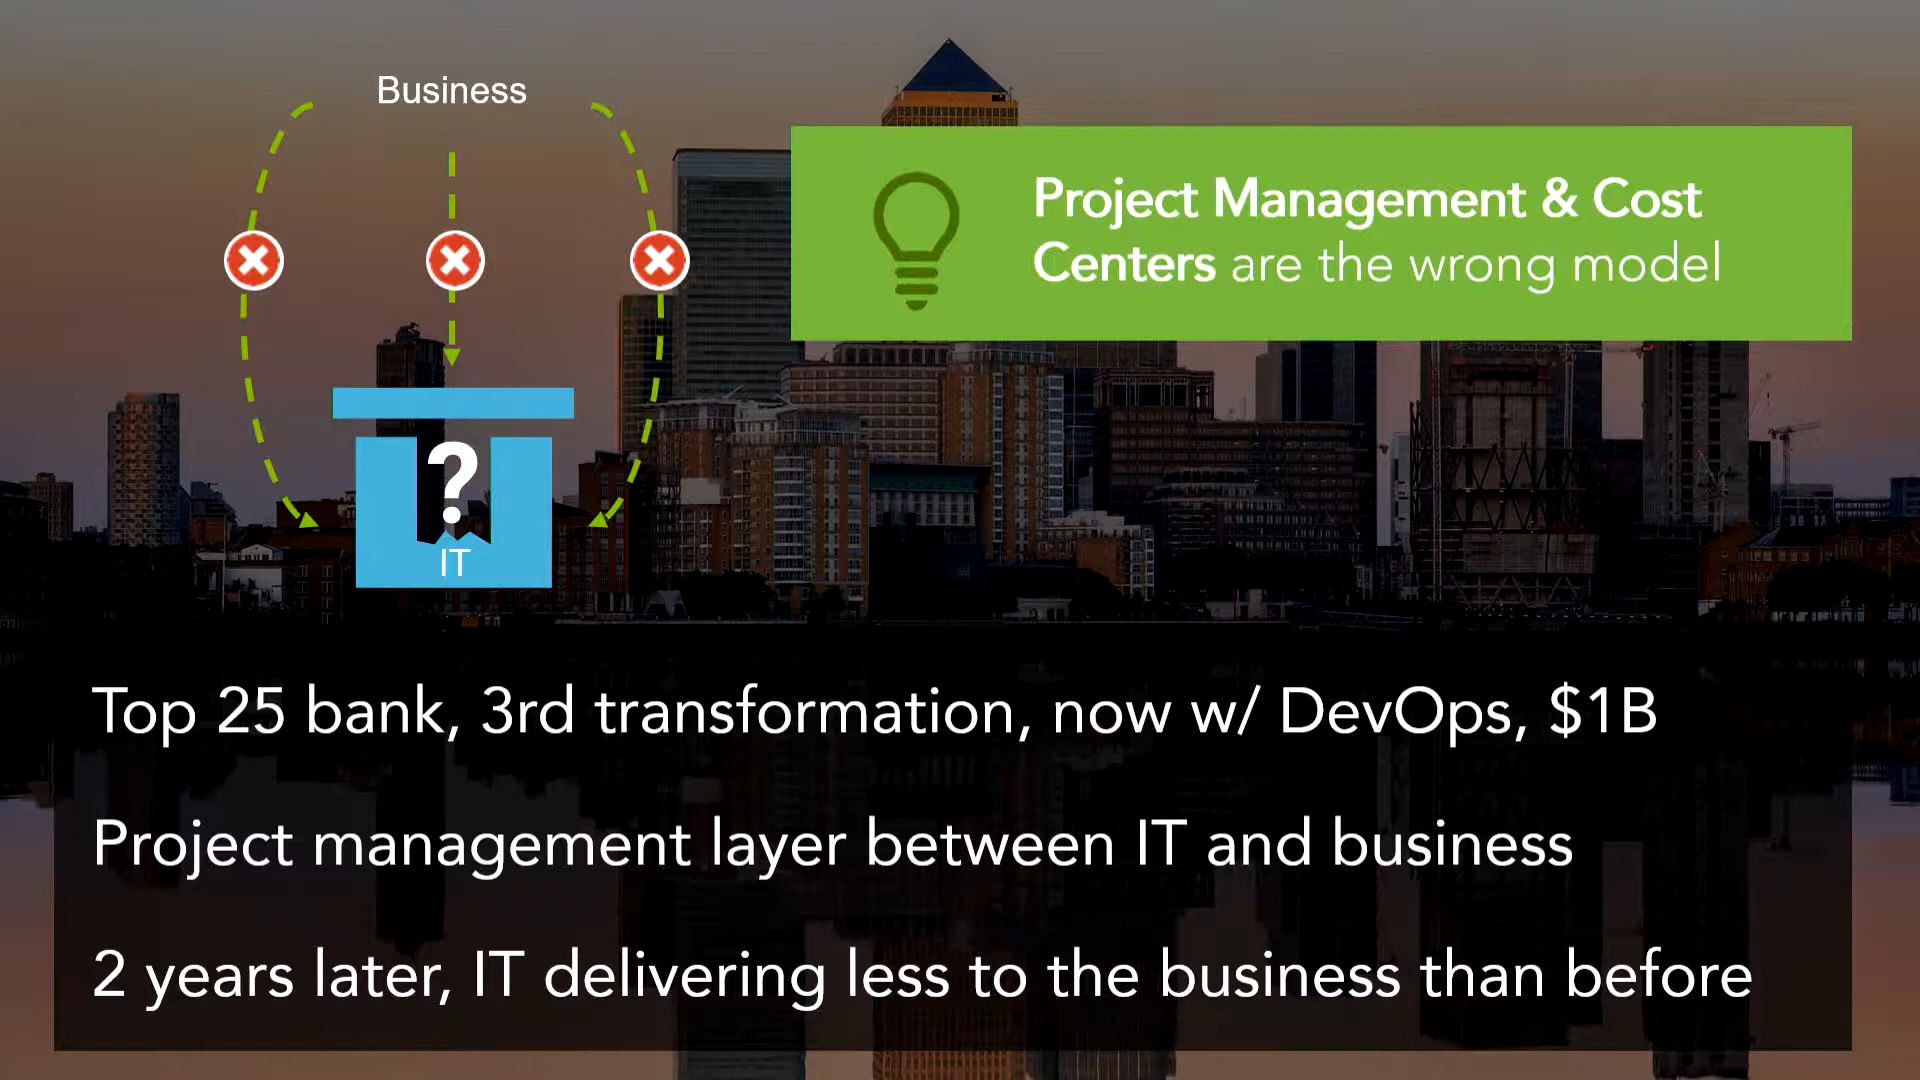 Business
Project Management & Cost
Centers are the wrong model
?
IT
Top 25 bank, 3rd transformation, now w/ DevOps, $1B
Project management layer between IT and business
2 years later, IT delivering less to the business than before